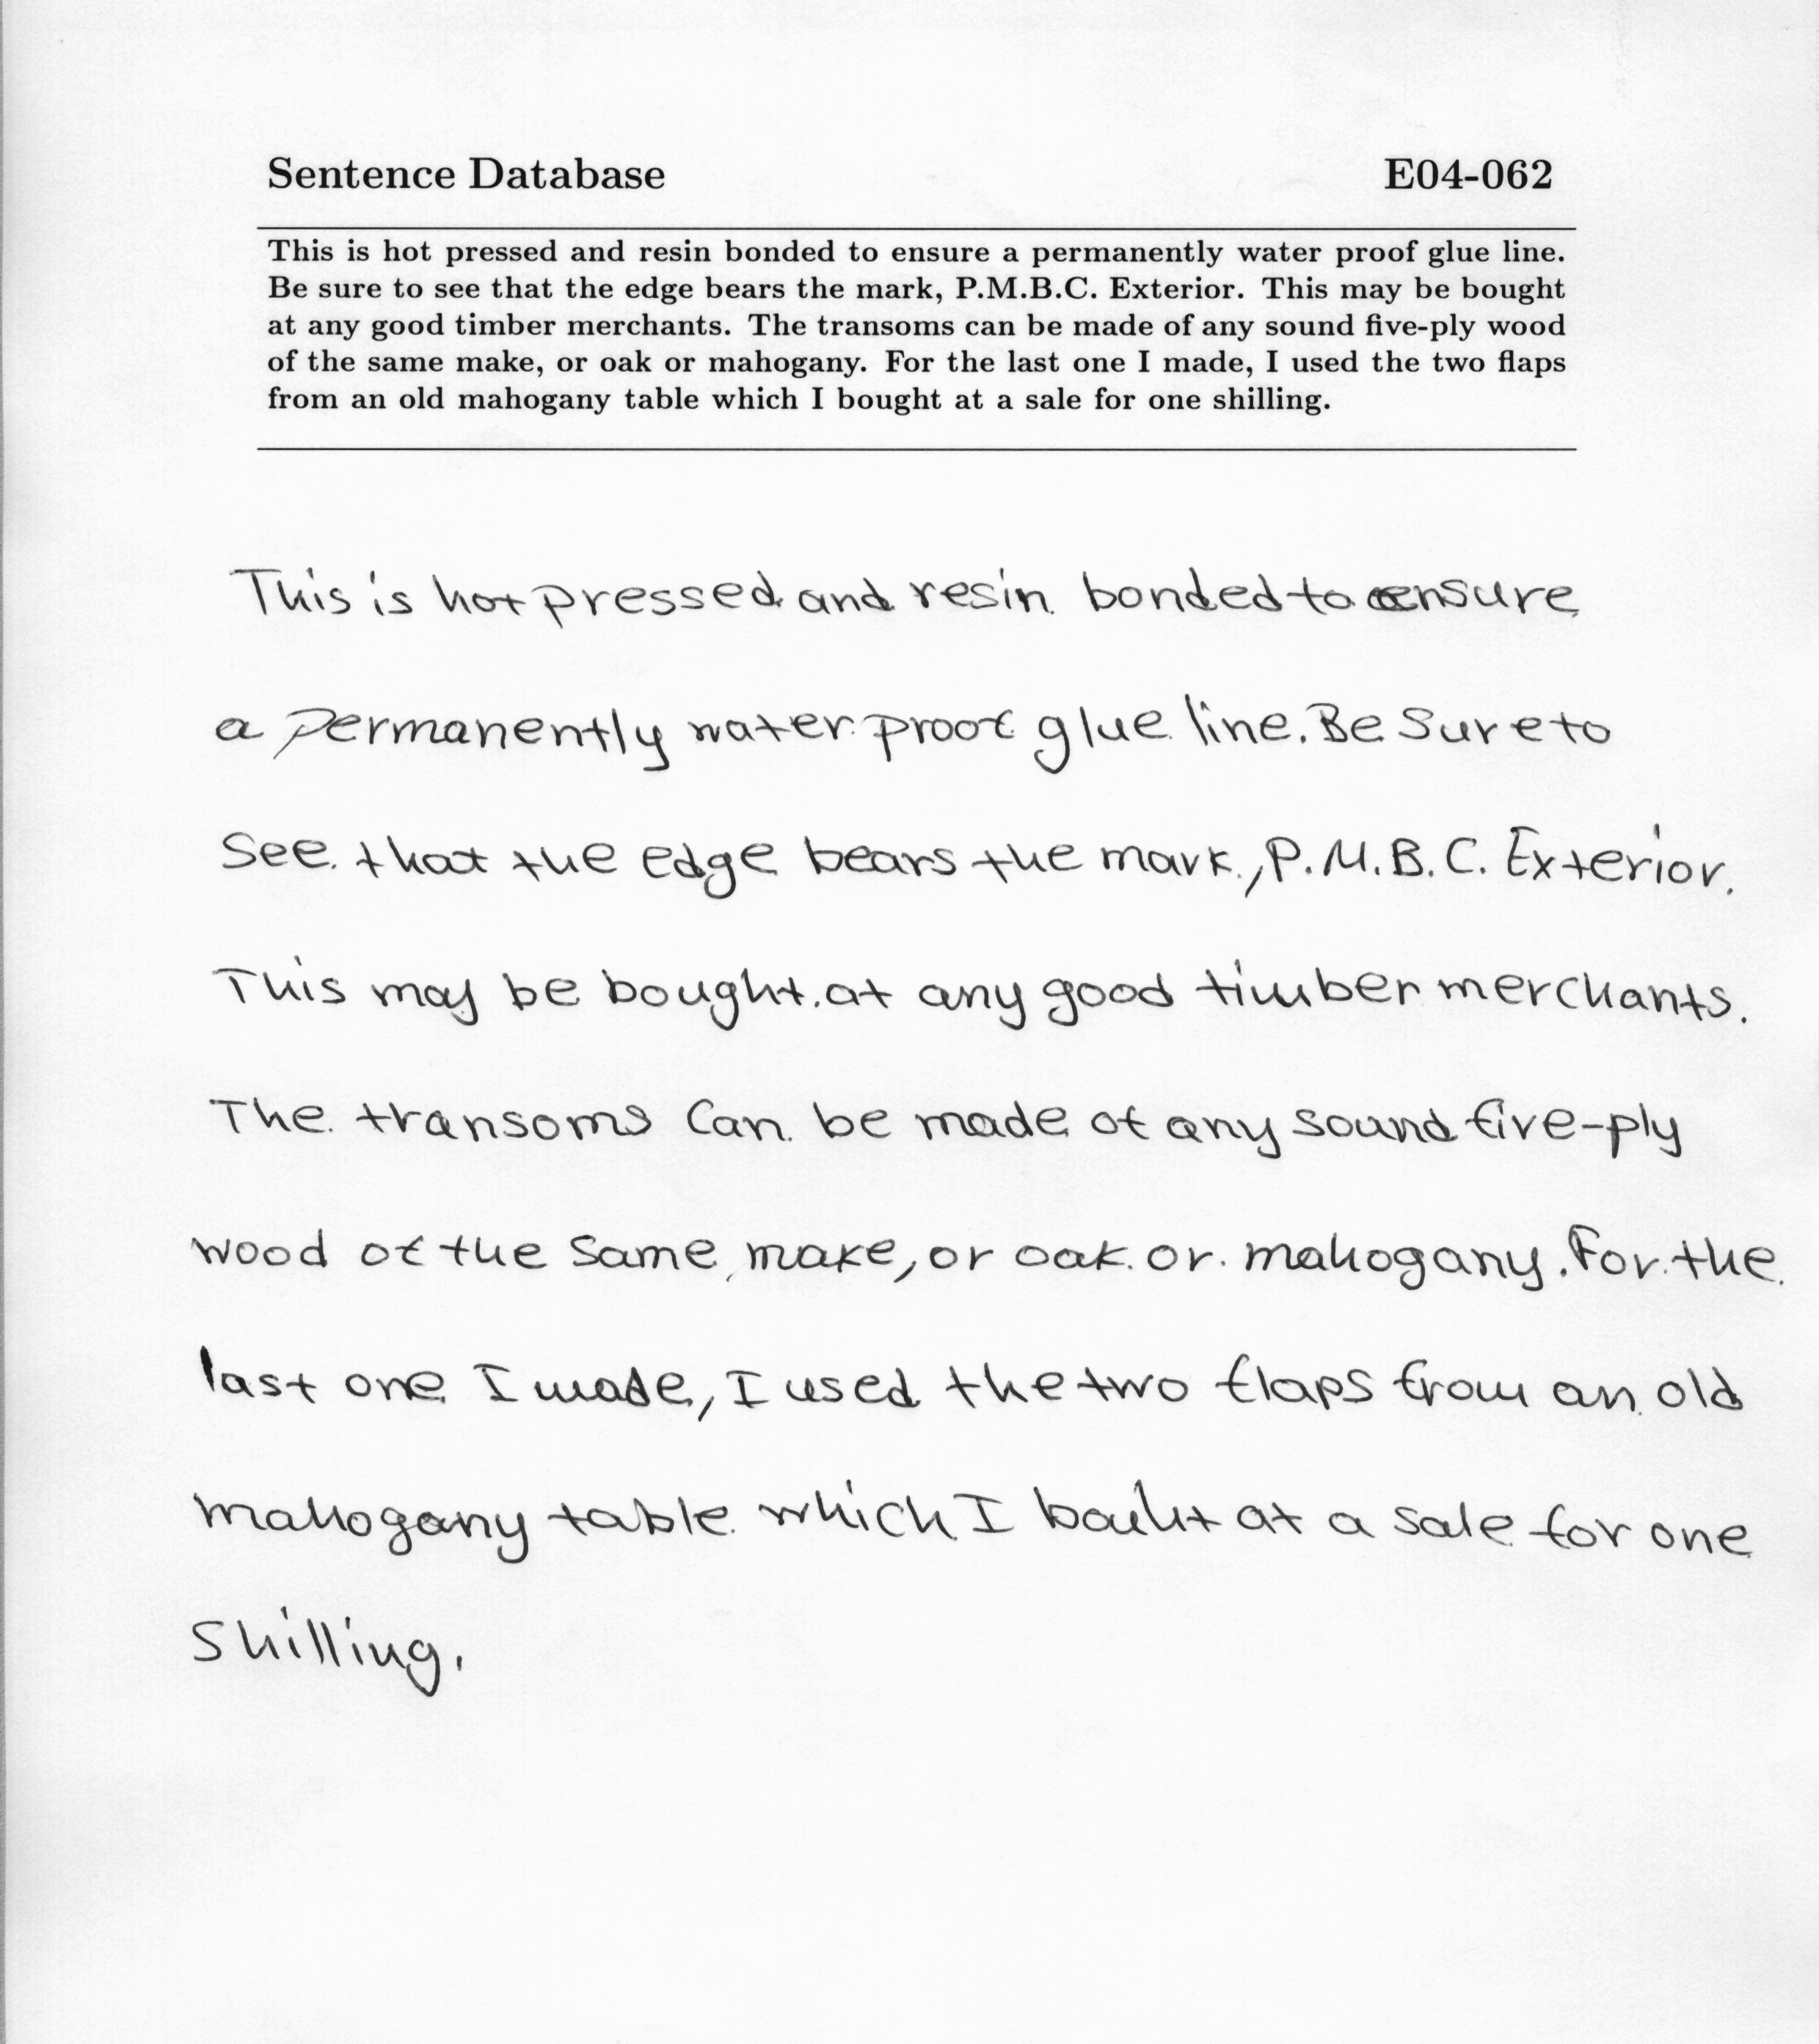 Sentence Database E04-062
This is hot pressed and resin bonded to ensure a permanently water proof glue line.
Be sure to see that the edge bears the mark, P.M.B.C. Exterior. This may be bought
at any good timber merchants. The transoms can be made of any sound five-ply wood
of the same make, or oak or mahogany. For the last one I made, I used the two flaps
from an old mahogany table which I bought at a sale for one shilling.
This is hot pressed and resin bonded to ensure
a permanently water proof glue line. Be Sure to
See that the edge bears the mark, P.M.B.C. Exterior.
This may be bought at any good timber merchants.
The transoms Can be made of any sound five-ply
wood of the Same make, or oak or mahogany. For the
last one I made, I used the two flaps from an old
mahogany table which I baught at a sale for one
Shilling.